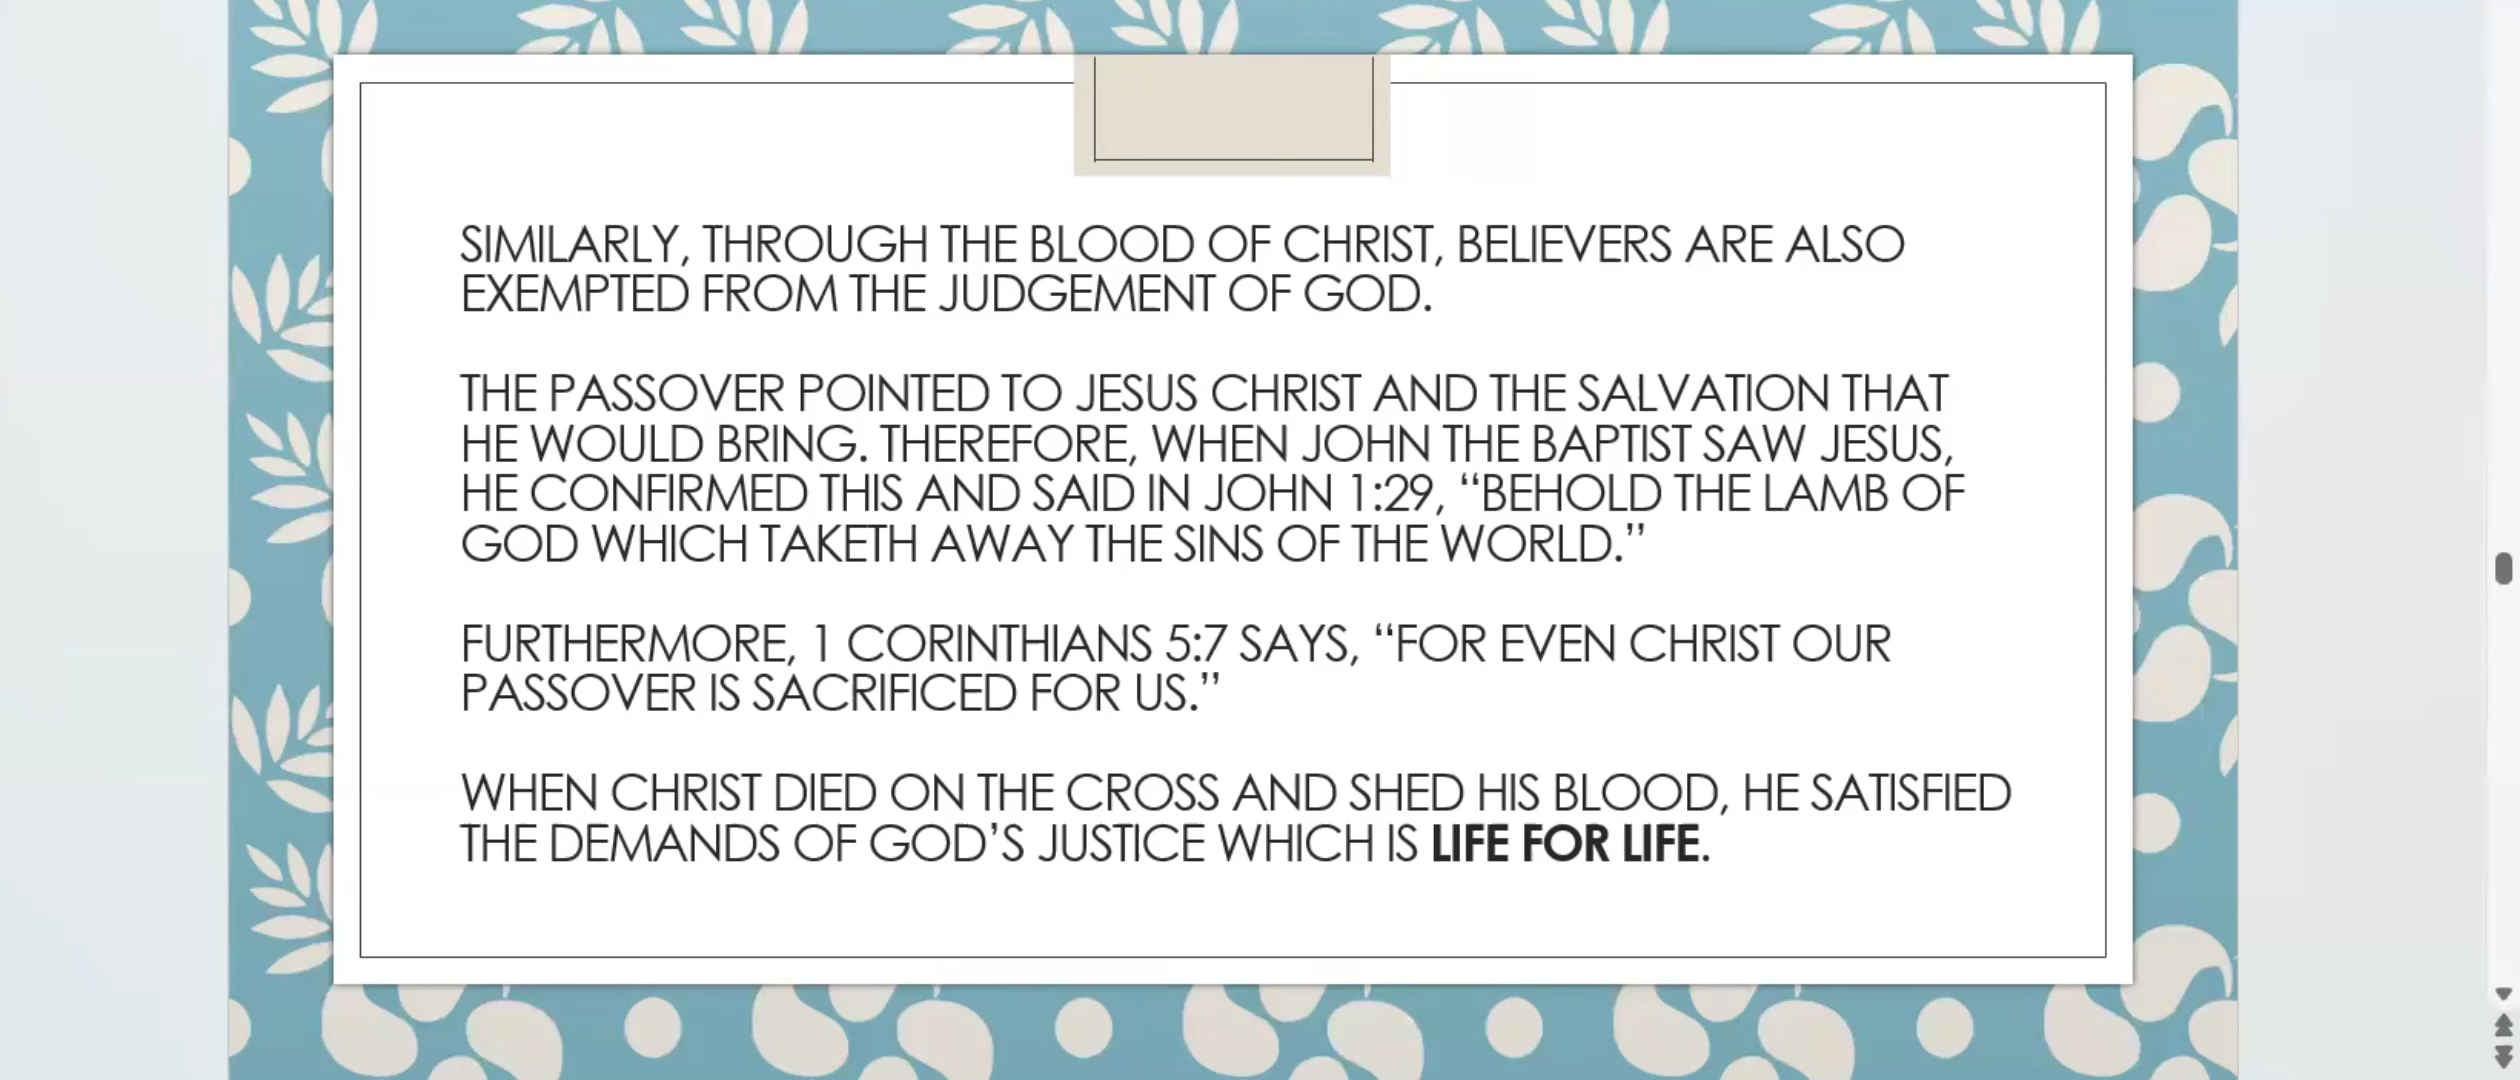 SIMILARLY, THROUGH THE BLOOD OF CHRIST, BELIEVERS ARE ALSO
EXEMPTED FROM THE JUDGEMENT OF GOD.
THE PASSOVER POINTED TO JESUS CHRIST AND THE SALVATION THAT
HE WOULD BRING. THEREFORE, WHEN JOHN THE BAPTIST SAW JESUS,
HE CONFIRMED THIS AND SAID IN JOHN 1:29, “BEHOLD THE LAMB OF
GOD WHICH TAKETH AWAY THE SINS OF THE WORLD.”
FURTHERMORE, 1 CORINTHIANS 5:7 SAYS, “FOR EVEN CHRIST OUR
PASSOVER IS SACRIFICED FOR US.”
WHEN CHRIST DIED ON THE CROSS AND SHED HIS BLOOD, HE SATISFIED
THE DEMANDS OF GOD’S JUSTICE WHICH IS LIFE FOR LIFE.